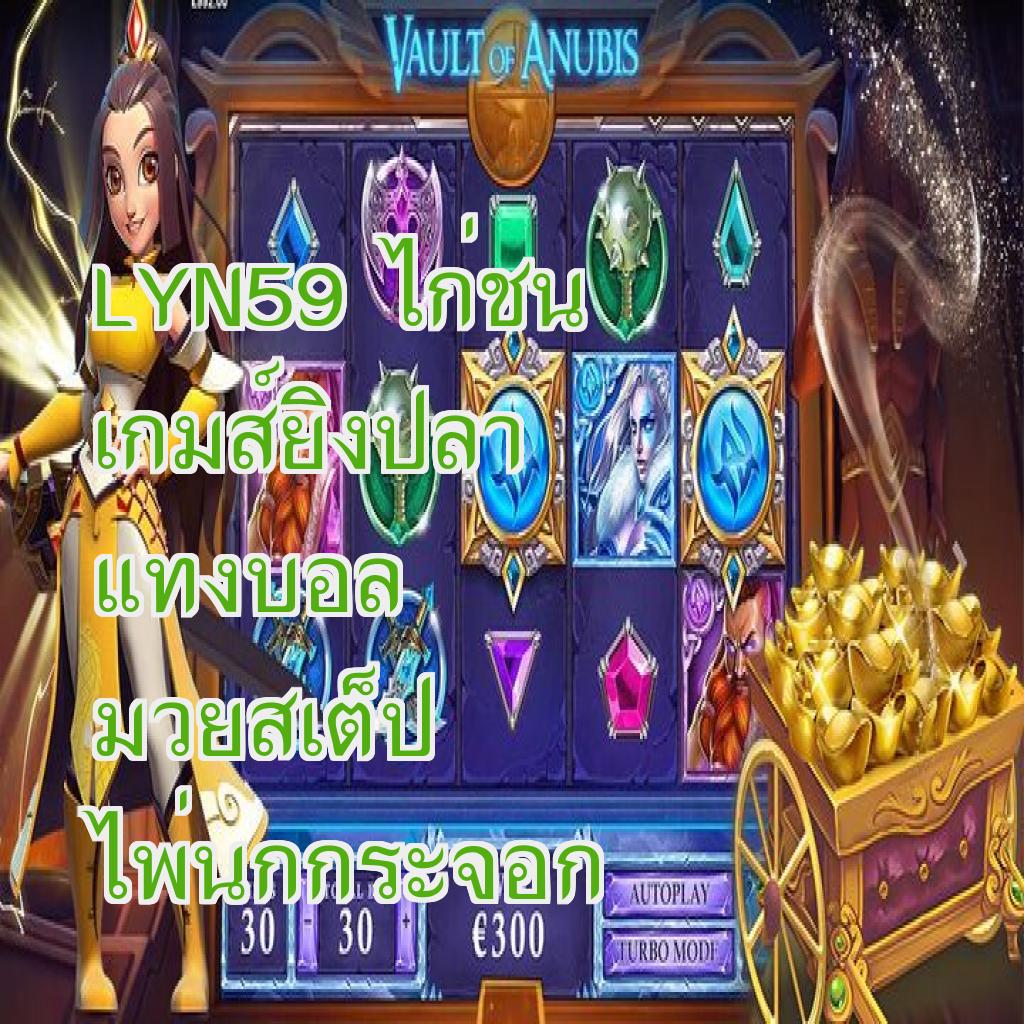 VAULT OF ANUBIS
LYN59 ไก่ชน
เกมส์ยิงปลา
แทงบอล
มวยสเต็ป
ไพ่นกกระจอก
30
- 30 +
€300
AUTOPLAY
TURBO MODE